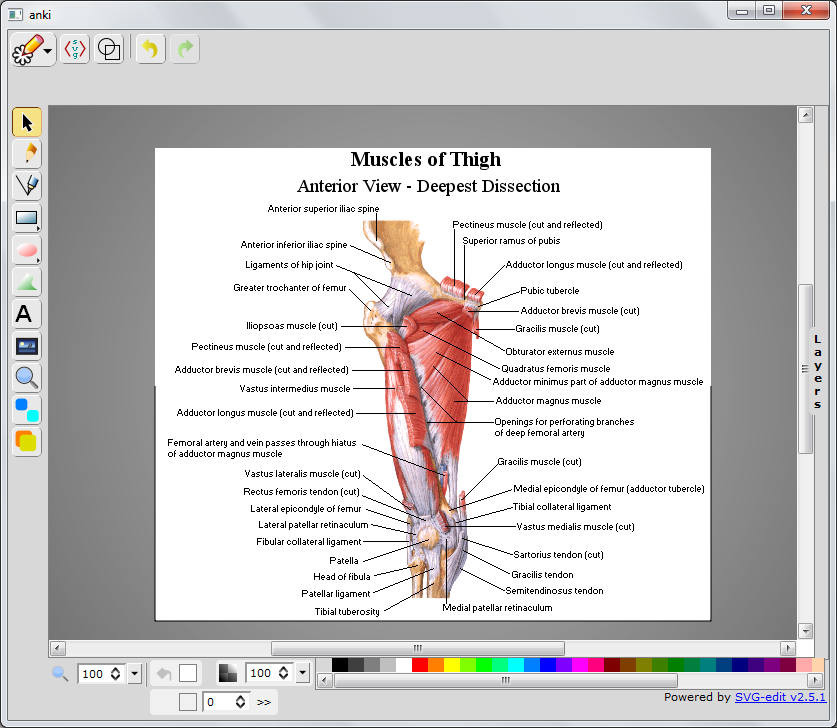 anki
Muscles of Thigh
Anterior View - Deepest Dissection
Anterior superior iliac spine
Anterior inferior iliac spine
Ligaments of hip joint
Greater trochanter of femur
Iliopsoas muscle (cut)
Pectineus muscle (cut and reflected)
Adductor brevis muscle (cut and reflected)
Vastus intermedius muscle
Adductor longus muscle (cut and reflected)
Femoral artery and vein passes through hiatus
of adductor magnus muscle
Vastus lateralis muscle (cut)
Rectus femoris tendon (cut)
Lateral epicondyle of femur
Lateral patellar retinaculum
Fibular collateral ligament
Patella
Head of fibula
Patellar ligament
Tibial tuberosity
Pectineus muscle (cut and reflected)
Superior ramus of pubis
Adductor longus muscle (cut and reflected)
Pubic tubercle
Adductor brevis muscle (cut)
Gracilis muscle (cut)
Obturator externus muscle
Quadratus femoris muscle
Adductor minimus part of adductor magnus muscle
Adductor magnus muscle
Openings for perforating branches
of deep femoral artery
Gracilis muscle (cut)
Medial epicondyle of femur (adductor tubercle)
Tibial collateral ligament
Vastus medialis muscle (cut)
Sartorius tendon (cut)
Gracilis tendon
Semitendinosus tendon
Medial patellar retinaculum
Layers
A
svg
100
100
0
>>
Powered by SVG-edit v2.5.1